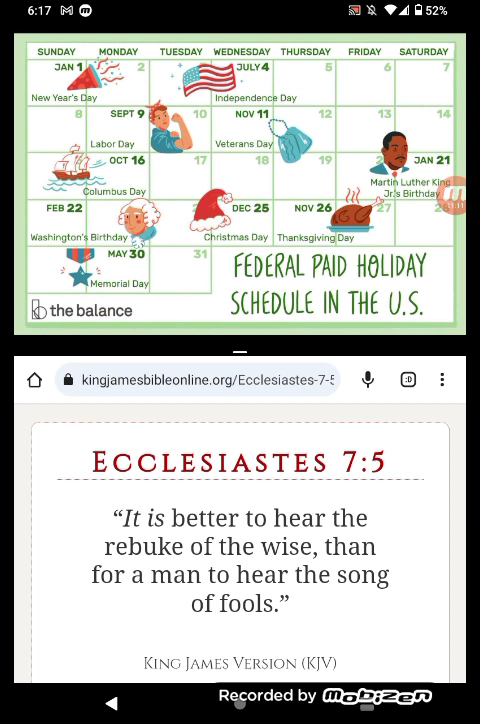 6:17
52%
SUNDAY MONDAY TUESDAY WEDNESDAY THURSDAY FRIDAY SATURDAY
JAN 1 2 JULY 4 5 6 7
New Year's Day Independence Day
8 SEPT 9 10 NOV 11 12 13 14
Labor Day Veterans Day
OCT 16 17 18 19 JAN 21
Columbus Day Martin Luther King
Jr.'s Birthday
FEB 22 DEC 25 NOV 26 27
Washington's Birthday Christmas Day Thanksgiving Day
MAY 30 31
Memorial Day
FEDERAL PAID HOLIDAY
SCHEDULE IN THE U.S.
the balance
kingjamesbibleonline.org/Ecclesiastes-7-5
:D
ECCLESIASTES 7:5
“It is better to hear the
rebuke of the wise, than
for a man to hear the song
of fools.”
KING JAMES VERSION (KJV)
Recorded by Mobizen